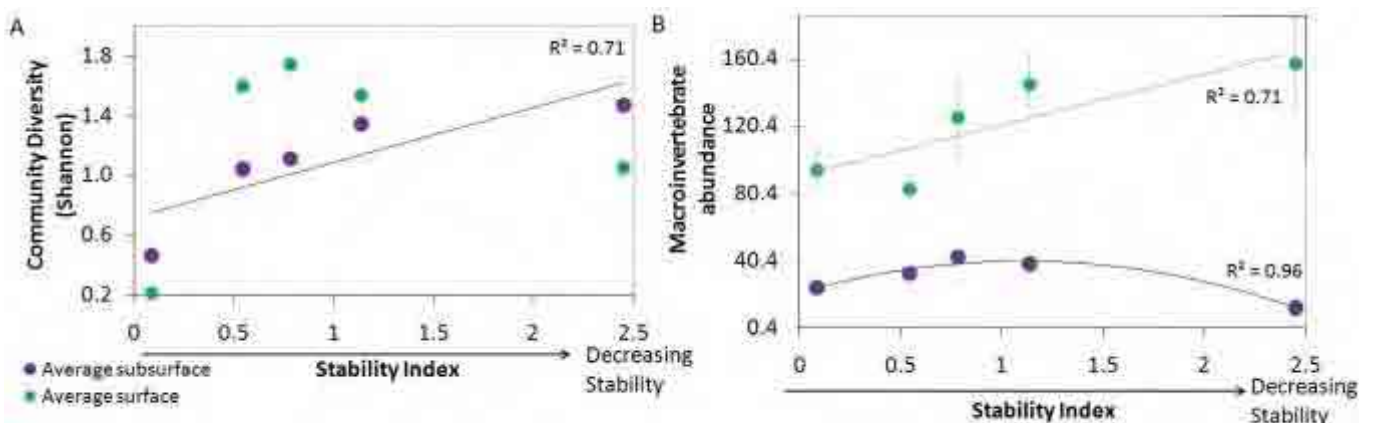 A
Community Diversity
(Shannon)
1.8
1.4
1.0
0.6
0.2
R² = 0.71
0 0.5 1 1.5 2 2.5
Average subsurface
Average surface
Stability Index
Decreasing
Stability
B
Macroinvertebrate
abundance
160.4
120.4
80.4
40.4
0.4
R² = 0.71
R² = 0.96
0 0.5 1 1.5 2 2.5
Stability Index
Decreasing
Stability